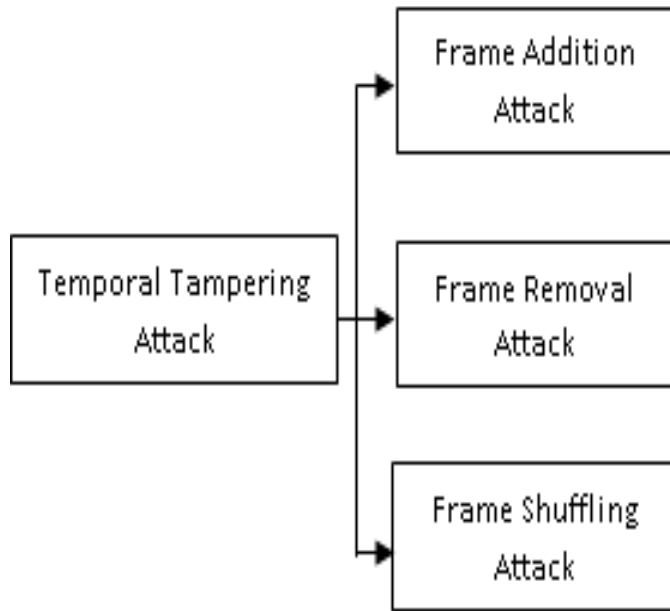 Frame Addition
Attack
Temporal Tampering
Attack
Frame Removal
Attack
Frame Shuffling
Attack